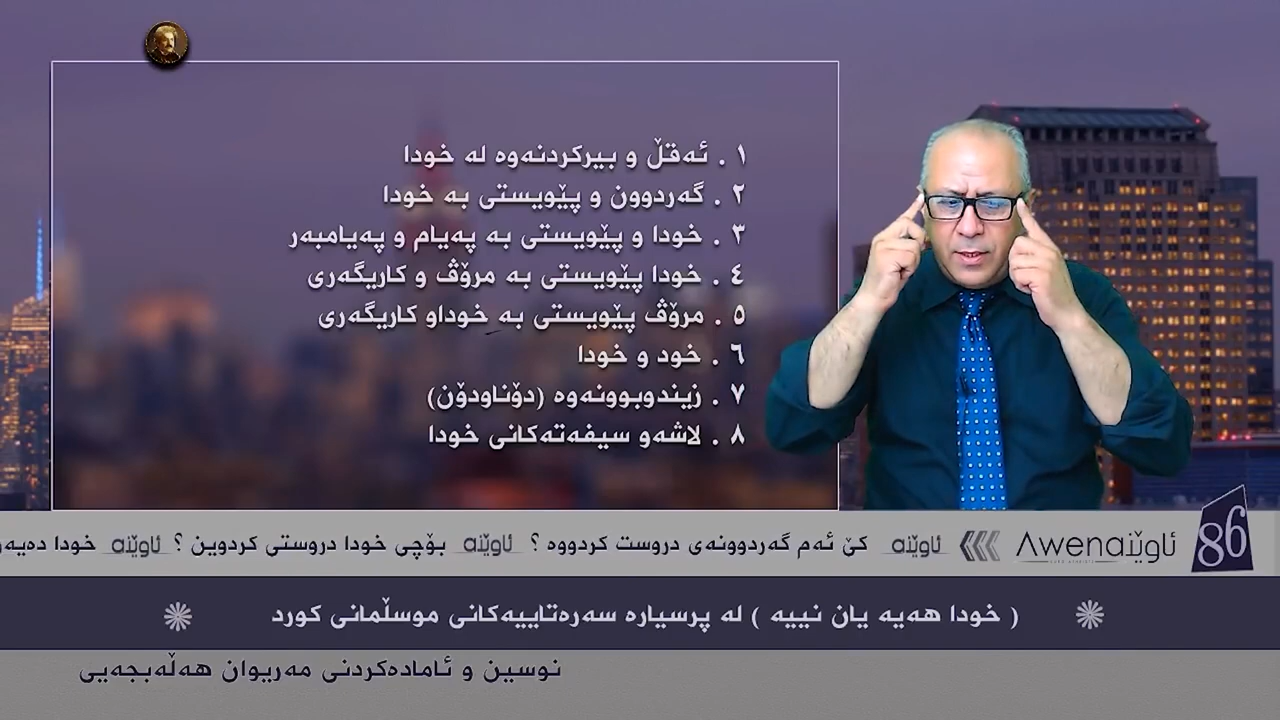 ١ . ئەقڵ و بیرکردنەوە لە خودا
٢ . گەردوون و پێویستی بە خودا
٣ . خودا و پێویستی بە پەیام و پەیامبەر
٤ . خودا پێویستی بە مرۆڤ و کاریگەری
٥ . مرۆڤ پێویستی بە خوداو کاریگەری
٦ . خود و خودا
٧ . زیندوبوونەوە (دۆناودۆن)
٨ . لاشەو سیفەتەکانی خودا
86
Awena ئاوێنە
ئاوێنە کێ ئەم گەردوونەی دروست کردووە ؟ ئاوێنە بۆچی خودا دروستی کردوین ؟ ئاوێنە خودا
( خودا هەیە یان نییە ) لە پرسیارە سەرەتاییەکانی موسڵمانی کورد
نوسین و ئامادەکردنی مەریوان هەڵەبجەیی